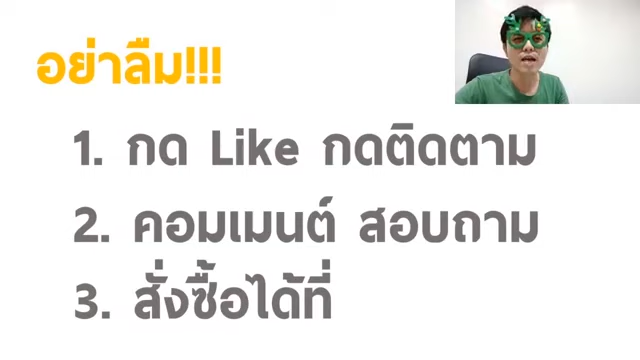 อย่าลืม!!!
1. กด Like กดติดตาม
2. คอมเมนต์ สอบถาม
3. สั่งซื้อได้ที่